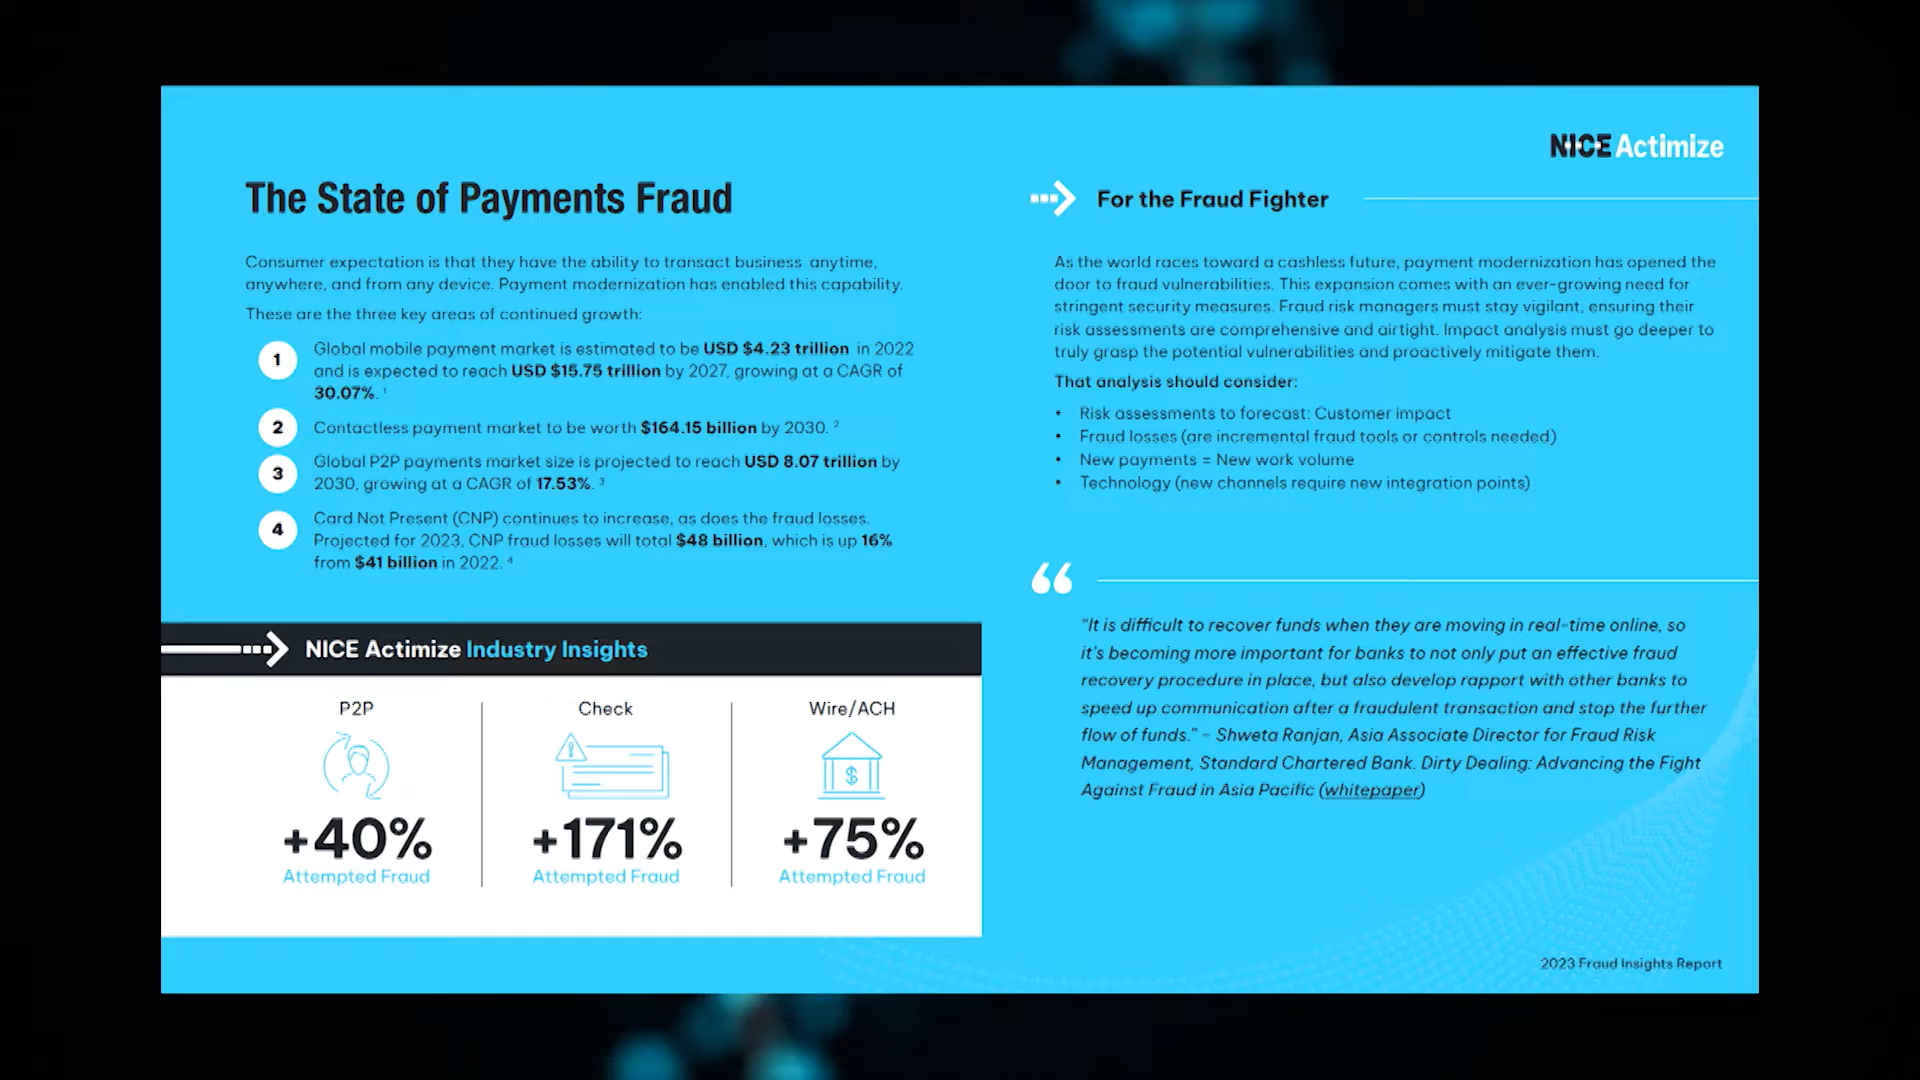 NICE Actimize
The State of Payments Fraud
Consumer expectation is that they have the ability to transact business anytime,
anywhere, and from any device. Payment modernization has enabled this capability.
These are the three key areas of continued growth:
1
Global mobile payment market is estimated to be USD $4.23 trillion in 2022
and is expected to reach USD $15.75 trillion by 2027, growing at a CAGR of
30.07%. 1
2
Contactless payment market to be worth $164.15 billion by 2030. 2
3
Global P2P payments market size is projected to reach USD 8.07 trillion by
2030, growing at a CAGR of 17.53%. 3
4
Card Not Present (CNP) continues to increase, as does the fraud losses.
Projected for 2023, CNP fraud losses will total $48 billion, which is up 16%
from $41 billion in 2022. 4
NICE Actimize Industry Insights
P2P
+40%
Attempted Fraud
Check
+171%
Attempted Fraud
Wire/ACH
$
+75%
Attempted Fraud
For the Fraud Fighter
As the world races toward a cashless future, payment modernization has opened the
door to fraud vulnerabilities. This expansion comes with an ever-growing need for
stringent security measures. Fraud risk managers must stay vigilant, ensuring their
risk assessments are comprehensive and airtight. Impact analysis must go deeper to
truly grasp the potential vulnerabilities and proactively mitigate them.
That analysis should consider:
• Risk assessments to forecast: Customer impact
• Fraud losses (are incremental fraud tools or controls needed)
• New payments = New work volume
• Technology (new channels require new integration points)
“
"It is difficult to recover funds when they are moving in real-time online, so
it's becoming more important for banks to not only put an effective fraud
recovery procedure in place, but also develop rapport with other banks to
speed up communication after a fraudulent transaction and stop the further
flow of funds." – Shweta Ranjan, Asia Associate Director for Fraud Risk
Management, Standard Chartered Bank. Dirty Dealing: Advancing the Fight
Against Fraud in Asia Pacific (whitepaper)
2023 Fraud Insights Report